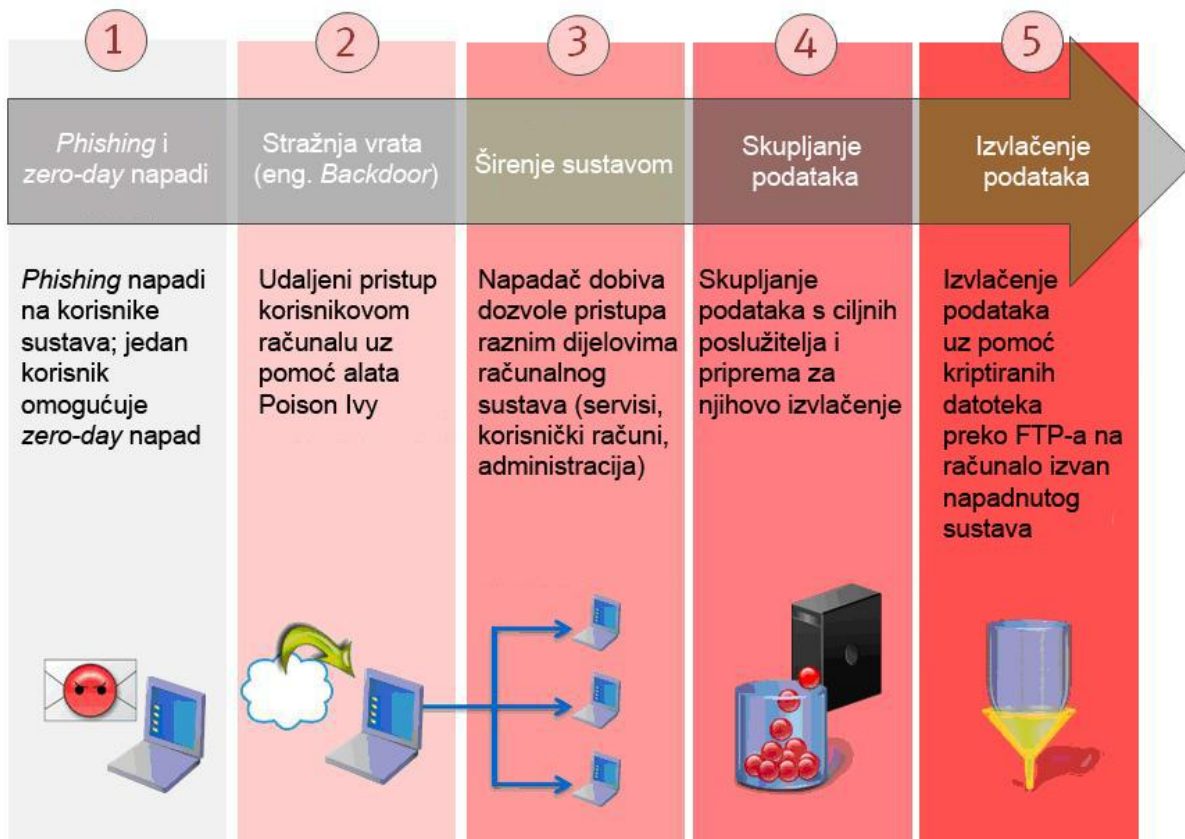 1
2
3
4
5
Phishing i
zero-day napadi
Stražnja vrata
(eng. Backdoor)
Širenje sustavom
Skupljanje
podataka
Izvlačenje
podataka
Phishing napadi
na korisnike
sustava; jedan
korisnik
omogućuje
zero-day napad
Udaljeni pristup
korisnikovom
računalu uz
pomoć alata
Poison Ivy
Napadač dobiva
dozvole pristupa
raznim dijelovima
računalnog
sustava (servisi,
korisnički računi,
administracija)
Skupljanje
podataka s ciljnih
poslužitelja i
priprema za
njihovo izvlačenje
Izvlačenje
podataka
uz pomoć
kriptiranih
datoteka
preko FTP-a na
računalo izvan
napadnutog
sustava